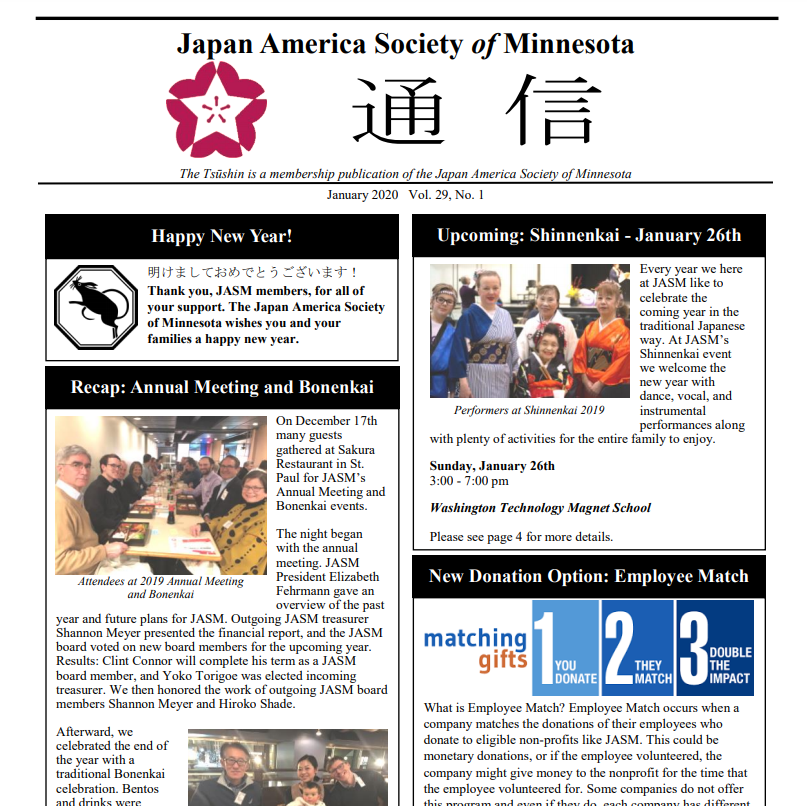 Japan America Society of Minnesota
通 信
The Tsūshin is a membership publication of the Japan America Society of Minnesota
January 2020 Vol. 29, No. 1
Happy New Year!
明けましておめでとうございます！
Thank you, JASM members, for all of
your support. The Japan America Society
of Minnesota wishes you and your
families a happy new year.
Recap: Annual Meeting and Bonenkai
On December 17th
many guests
gathered at Sakura
Restaurant in St.
Paul for JASM's
Annual Meeting and
Bonenkai events.
The night began
with the annual
meeting. JASM
President Elizabeth
Fehrmann gave an
overview of the past
Attendees at 2019 Annual Meeting
and Bonenkai
year and future plans for JASM. Outgoing JASM treasurer
Shannon Meyer presented the financial report, and the JASM
board voted on new board members for the upcoming year.
Results: Clint Connor will complete his term as a JASM
board member, and Yoko Torigoe was elected incoming
treasurer. We then honored the work of outgoing JASM board
members Shannon Meyer and Hiroko Shade.
Afterward, we
celebrated the end of
the year with a
traditional Bonenkai
celebration. Bentos
and drinks were
Upcoming: Shinnenkai - January 26th
Every year we here
at JASM like to
celebrate the
coming year in the
traditional Japanese
way. At JASM's
Shinnenkai event
we welcome the
new year with
dance, vocal, and
instrumental
performances along
Performers at Shinnenkai 2019
with plenty of activities for the entire family to enjoy.
Sunday, January 26th
3:00 - 7:00 pm
Washington Technology Magnet School
Please see page 4 for more details.
New Donation Option: Employee Match
matching
gifts
1 YOU
DONATE
2 THEY
MATCH
3 DOUBLE
THE
IMPACT
What is Employee Match? Employee Match occurs when a
company matches the donations of their employees who
donate to eligible non-profits like JASM. This could be
monetary donations, or if the employee volunteered, the
company might give money to the nonprofit for the time that
the employee volunteered for. Some companies do not offer
this program and even if they do, each company has different